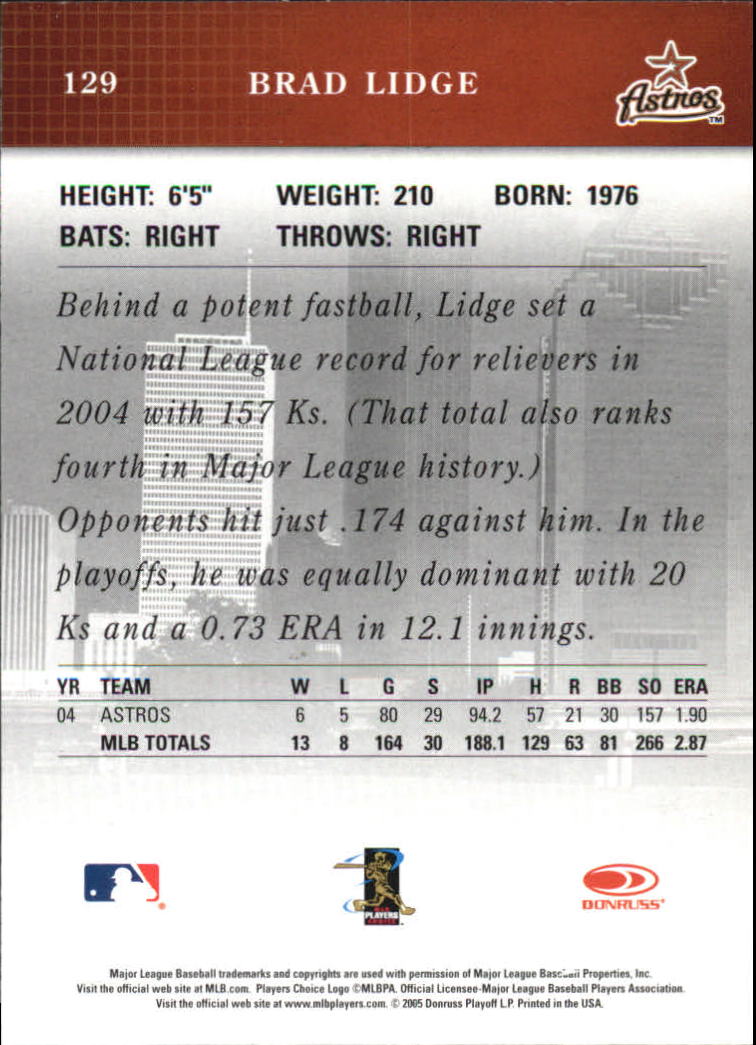 129 BRAD LIDGE Astros TM
HEIGHT: 6'5" WEIGHT: 210 BORN: 1976
BATS: RIGHT THROWS: RIGHT
Behind a potent fastball, Lidge set a
National League record for relievers in
2004 with 157 Ks. (That total also ranks
fourth in Major League history.)
Opponents hit just .174 against him. In the
playoffs, he was equally dominant with 20
Ks and a 0.73 ERA in 12.1 innings.
YR TEAM W L G S IP H R BB SO ERA
04 ASTROS 6 5 80 29 94.2 57 21 30 157 1.90
MLB TOTALS 13 8 164 30 188.1 129 63 81 266 2.87
PLAYERS
CHOICE
DONRUSS
Major League Baseball trademarks and copyrights are used with permission of Major League Baseball Properties, Inc.
Visit the official web site at MLB.com. Players Choice Logo ©MLBPA. Official Licensee-Major League Baseball Players Association.
Visit the official web site at www.mlbplayers.com. © 2005 Donruss Playoff L.P. Printed in the USA.